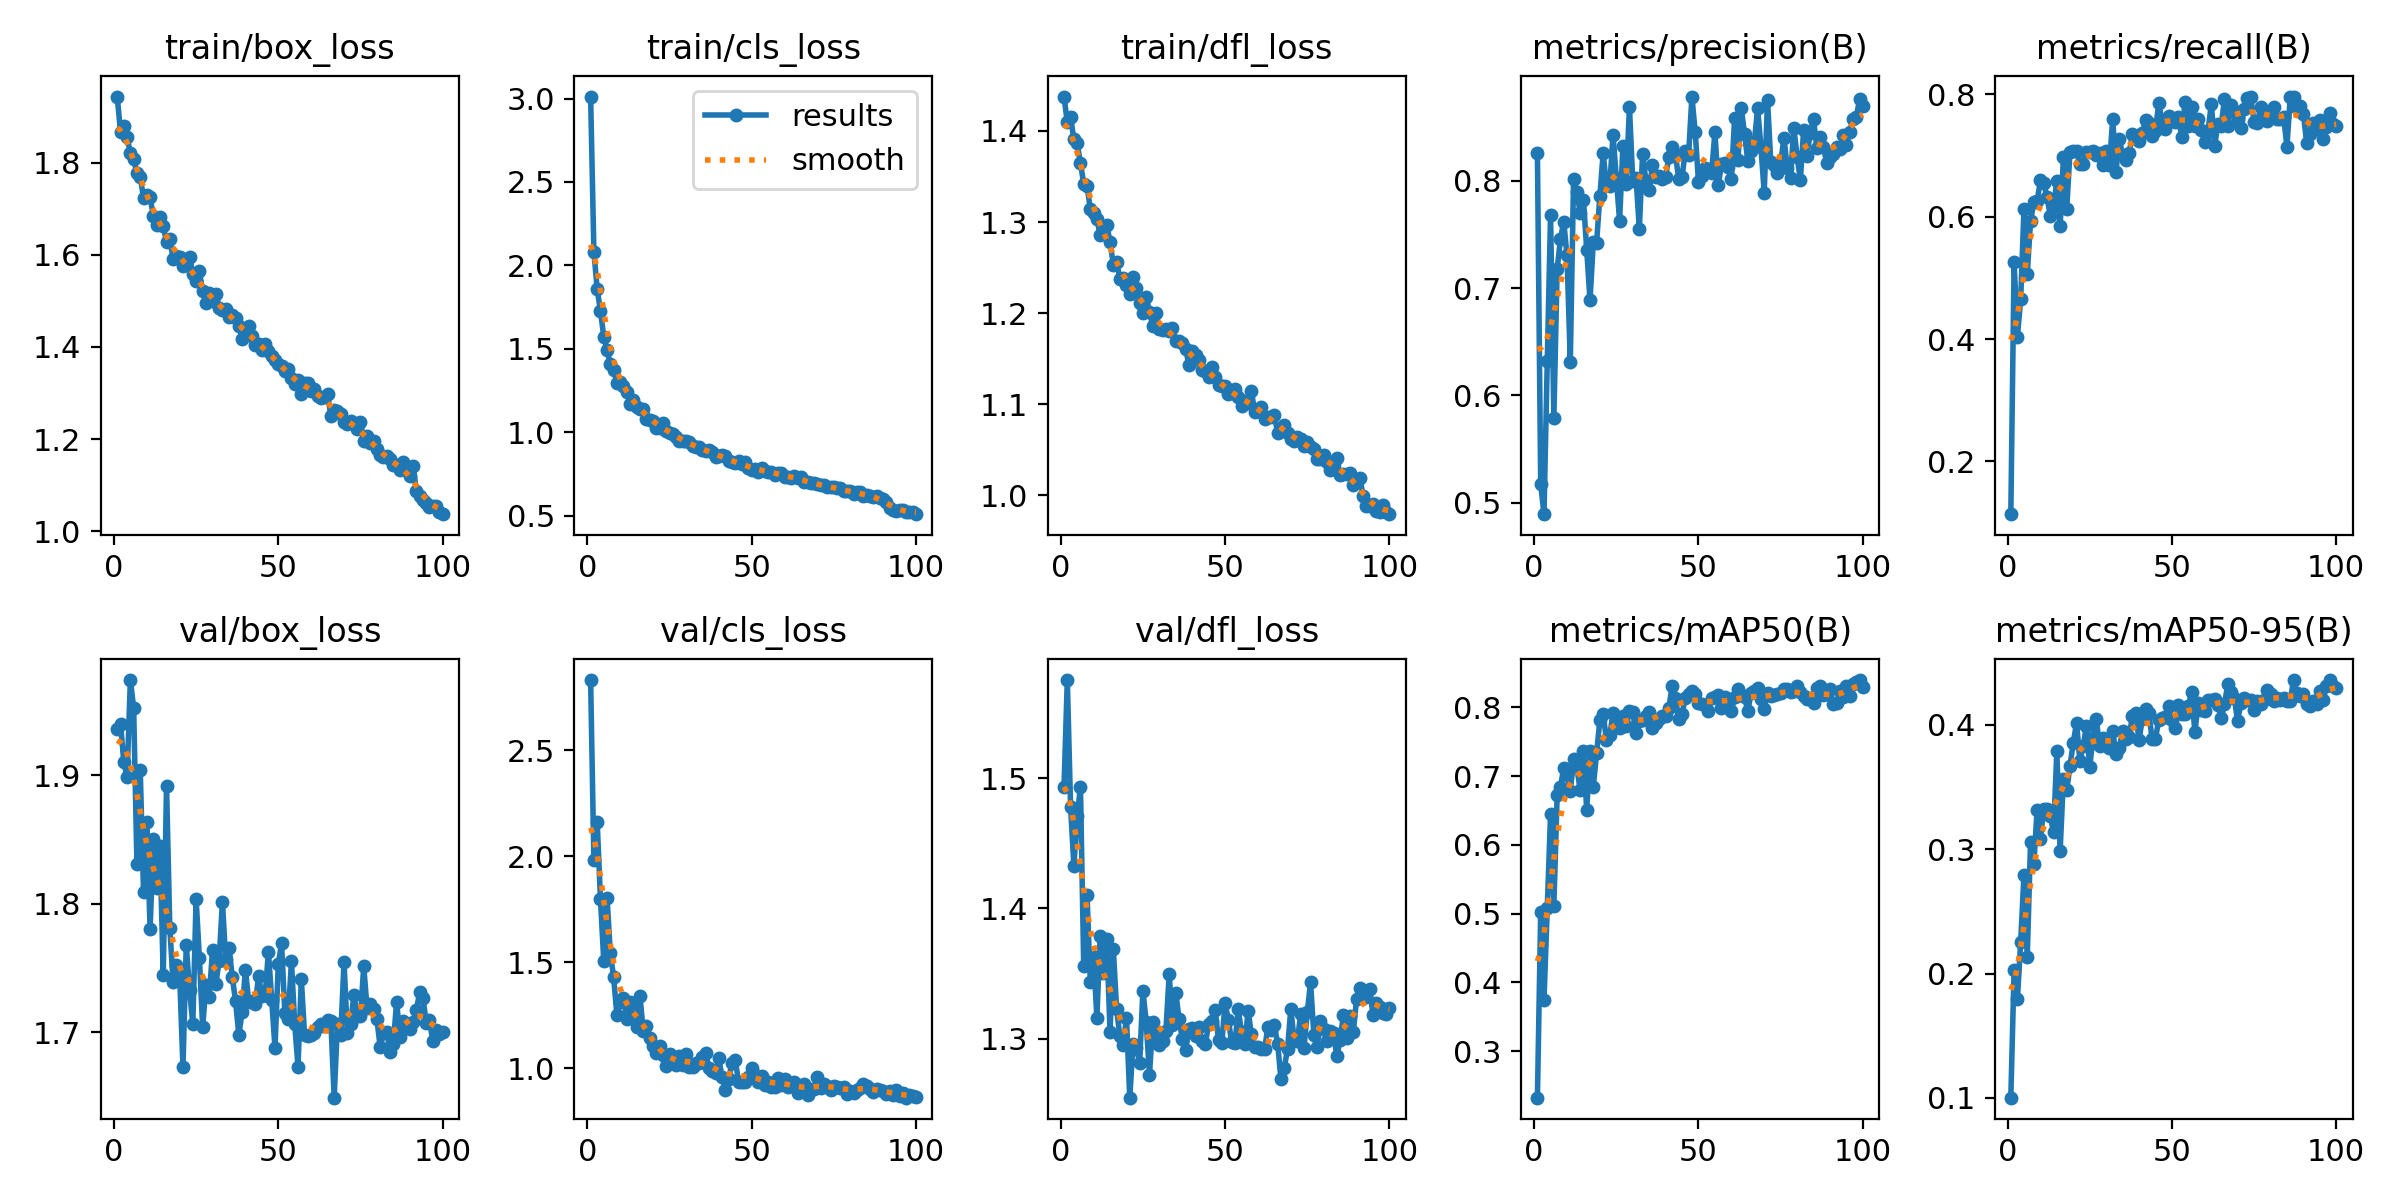 train/box_loss
1.8
1.6
1.4
1.2
1.0
0 50 100
train/cls_loss
results
smooth
3.0
2.5
2.0
1.5
1.0
0.5
0 50 100
train/dfl_loss
1.4
1.3
1.2
1.1
1.0
0 50 100
metrics/precision(B)
0.8
0.7
0.6
0.5
0 50 100
metrics/recall(B)
0.8
0.6
0.4
0.2
0 50 100
val/box_loss
1.9
1.8
1.7
0 50 100
val/cls_loss
2.5
2.0
1.5
1.0
0 50 100
val/dfl_loss
1.5
1.4
1.3
0 50 100
metrics/mAP50(B)
0.8
0.7
0.6
0.5
0.4
0.3
0 50 100
metrics/mAP50-95(B)
0.4
0.3
0.2
0.1
0 50 100